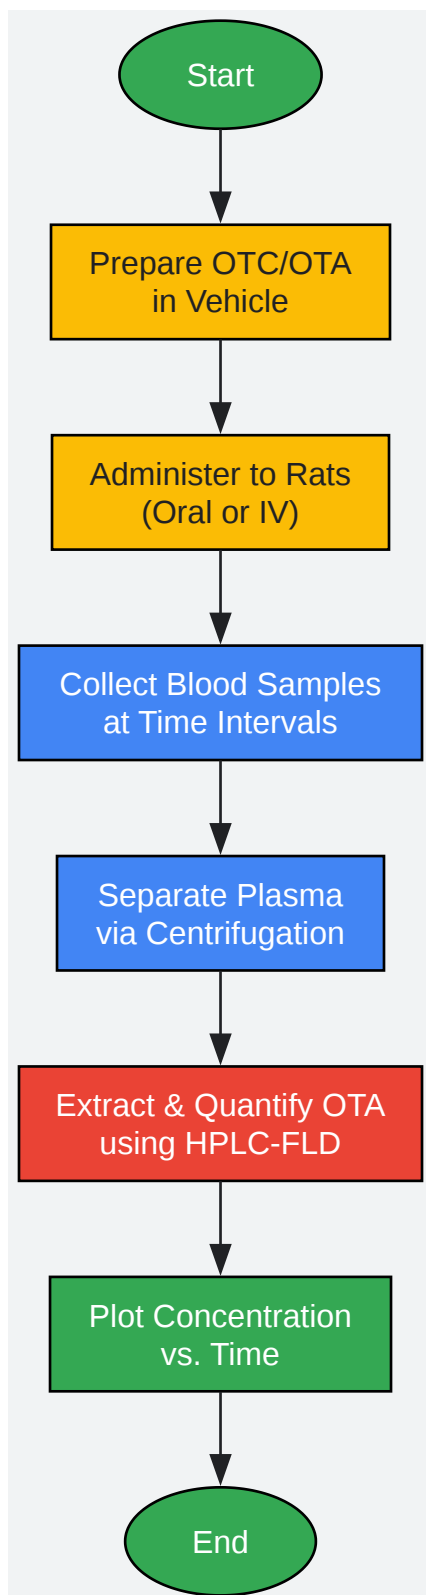 Start
Prepare OTC/OTA
in Vehicle
Administer to Rats
(Oral or IV)
Collect Blood Samples
at Time Intervals
Separate Plasma
via Centrifugation
Extract & Quantify OTA
using HPLC-FLD
Plot Concentration
vs. Time
End